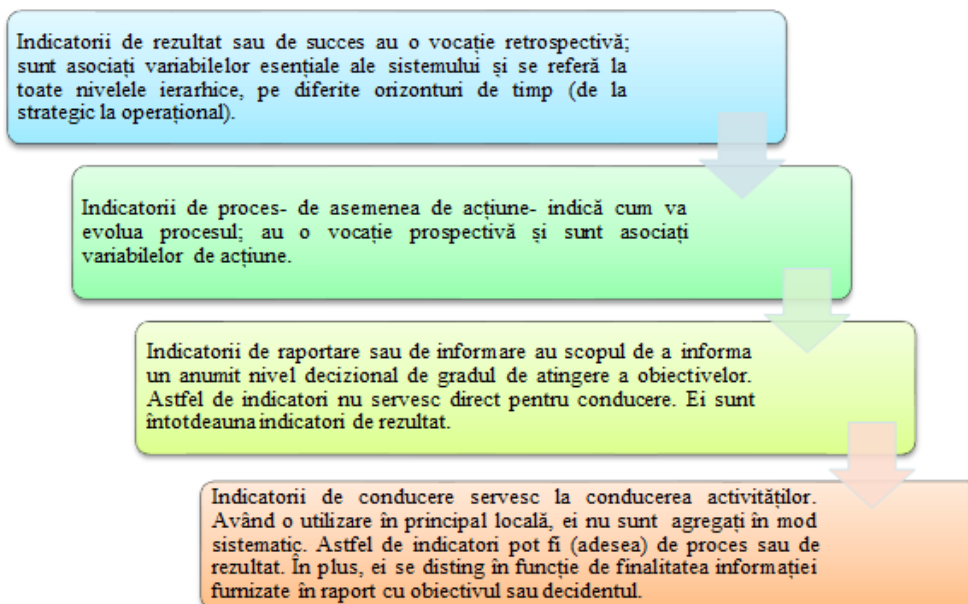 Indicatorii de rezultat sau de succes au o vocație retrospectivă;
sunt asociați variabilelor esențiale ale sistemului și se referă la
toate nivelele ierarhice, pe diferite orizonturi de timp (de la
strategic la operațional).
Indicatorii de proces- de asemenea de acțiune- indică cum va
evolua procesul; au o vocație prospectivă și sunt asociați
variabilelor de acțiune.
Indicatorii de raportare sau de informare au scopul de a informa
un anumit nivel decizional de gradul de atingere a obiectivelor.
Astfel de indicatori nu servesc direct pentru conducere. Ei sunt
întotdeauna indicatori de rezultat.
Indicatorii de conducere servesc la conducerea activităților.
Având o utilizare în principal locală, ei nu sunt agregați în mod
sistematic. Astfel de indicatori pot fi (adesea) de proces sau de
rezultat. În plus, ei se disting în funcție de finalitatea informației
furnizate în raport cu obiectivul sau decidentul.